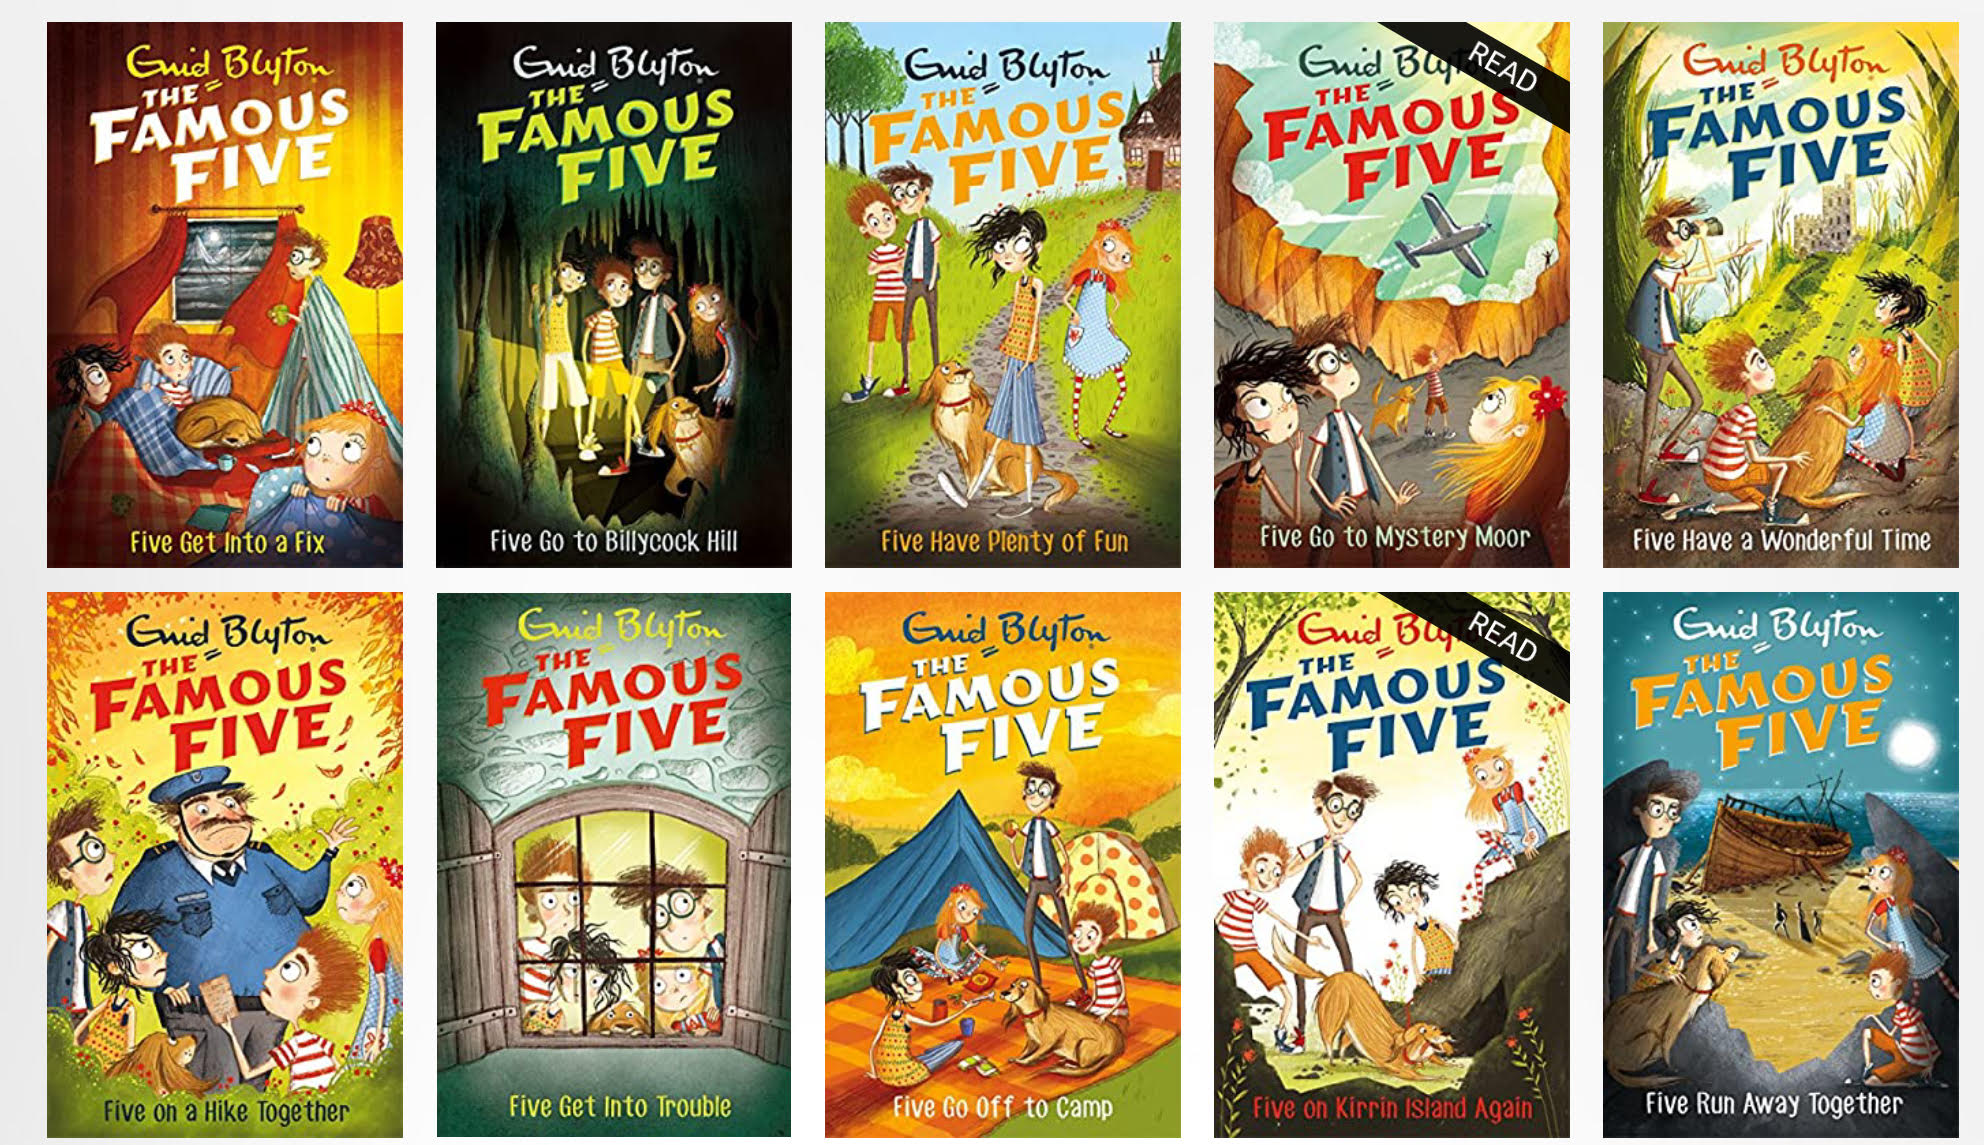 Enid Blyton
THE
FAMOUS
FIVE
Five Get Into a Fix
Enid Blyton
THE
FAMOUS
FIVE
Five Go to Billycock Hill
Enid Blyton
THE
FAMOUS
FIVE
Five Have Plenty of Fun
READ
Enid Blyton
THE
FAMOUS
FIVE
Five Go to Mystery Moor
Enid Blyton
THE
FAMOUS
FIVE
Five Have a Wonderful Time
Enid Blyton
THE
FAMOUS
FIVE
Five on a Hike Together
Enid Blyton
THE
FAMOUS
FIVE
Five Get Into Trouble
Enid Blyton
THE
FAMOUS
FIVE
Five Go Off to Camp
READ
Enid Blyton
THE
FAMOUS
FIVE
Five on Kirrin Island Again
Enid Blyton
THE
FAMOUS
FIVE
Five Run Away Together